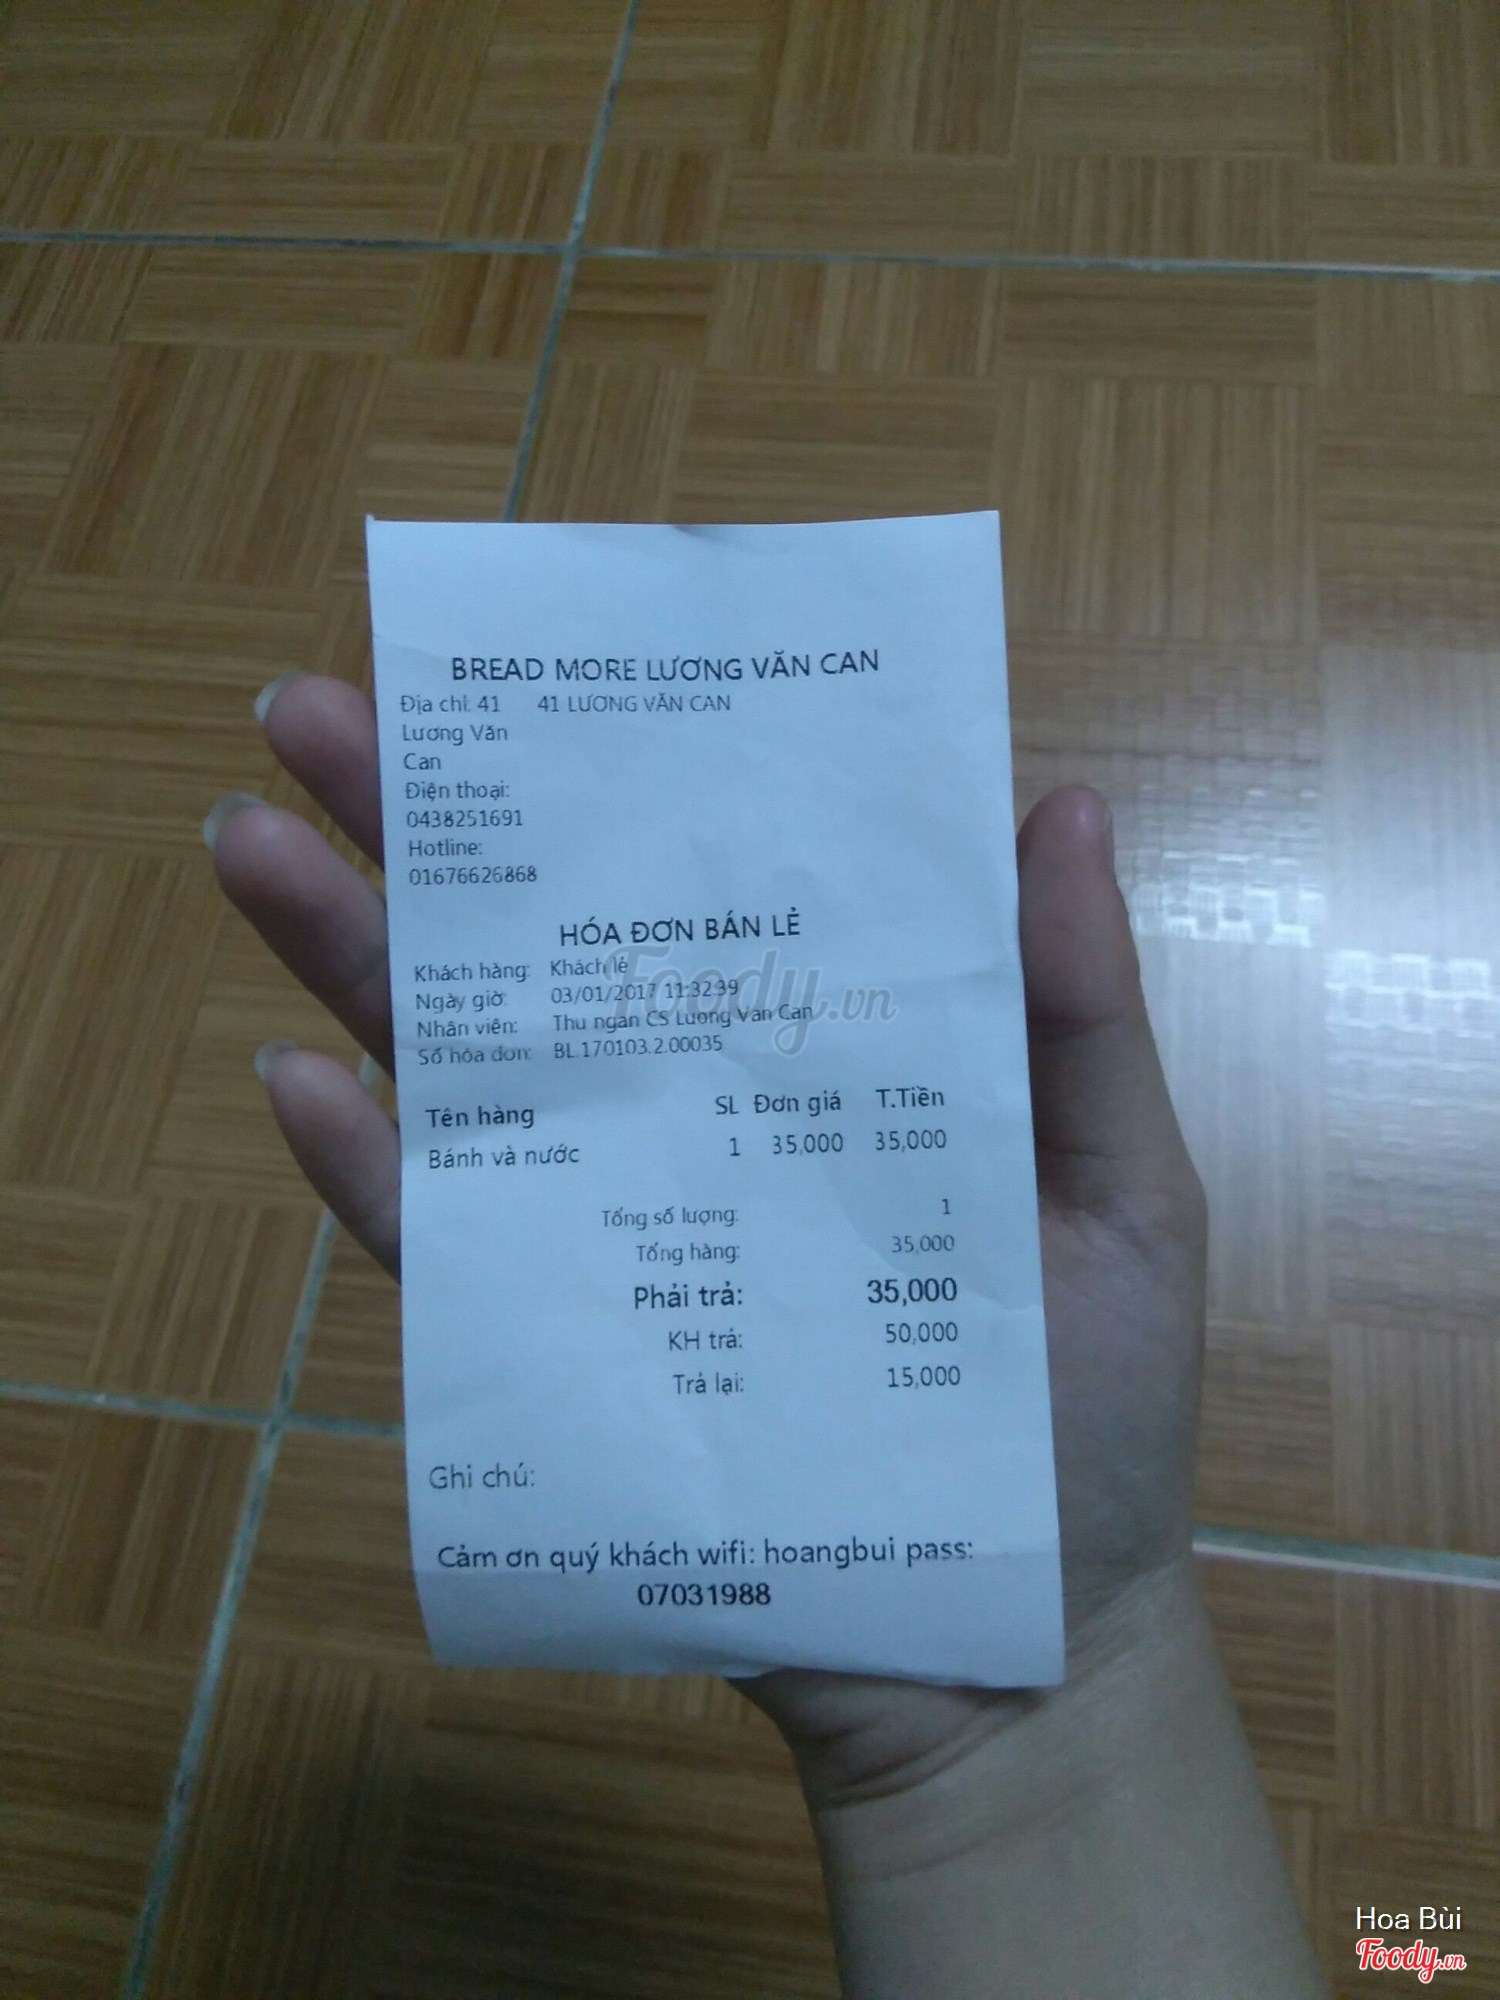 BREAD MORE LƯƠNG VĂN CAN
Địa chỉ: 41 41 LƯƠNG VĂN CAN
Lương Văn
Can
Điện thoại:
0438251691
Hotline:
01676626868
HÓA ĐƠN BÁN LẺ
Khách hàng: Khách lẻ
Ngày giờ: 03/01/2017 11:32:39
Nhân viên: Thu ngân CS Lương Văn Can
Số hóa đơn: BL.170103.2.00035
Foody.vn
Tên hàng SL Đơn giá T.Tiền
Bánh và nước 1 35,000 35,000
Tổng số lượng: 1
Tổng hàng: 35,000
Phải trả: 35,000
KH trả: 50,000
Trả lại: 15,000
Ghi chú:
Cảm ơn quý khách wifi: hoangbui pass:
07031988
Hoa Bùi
Foody.vn